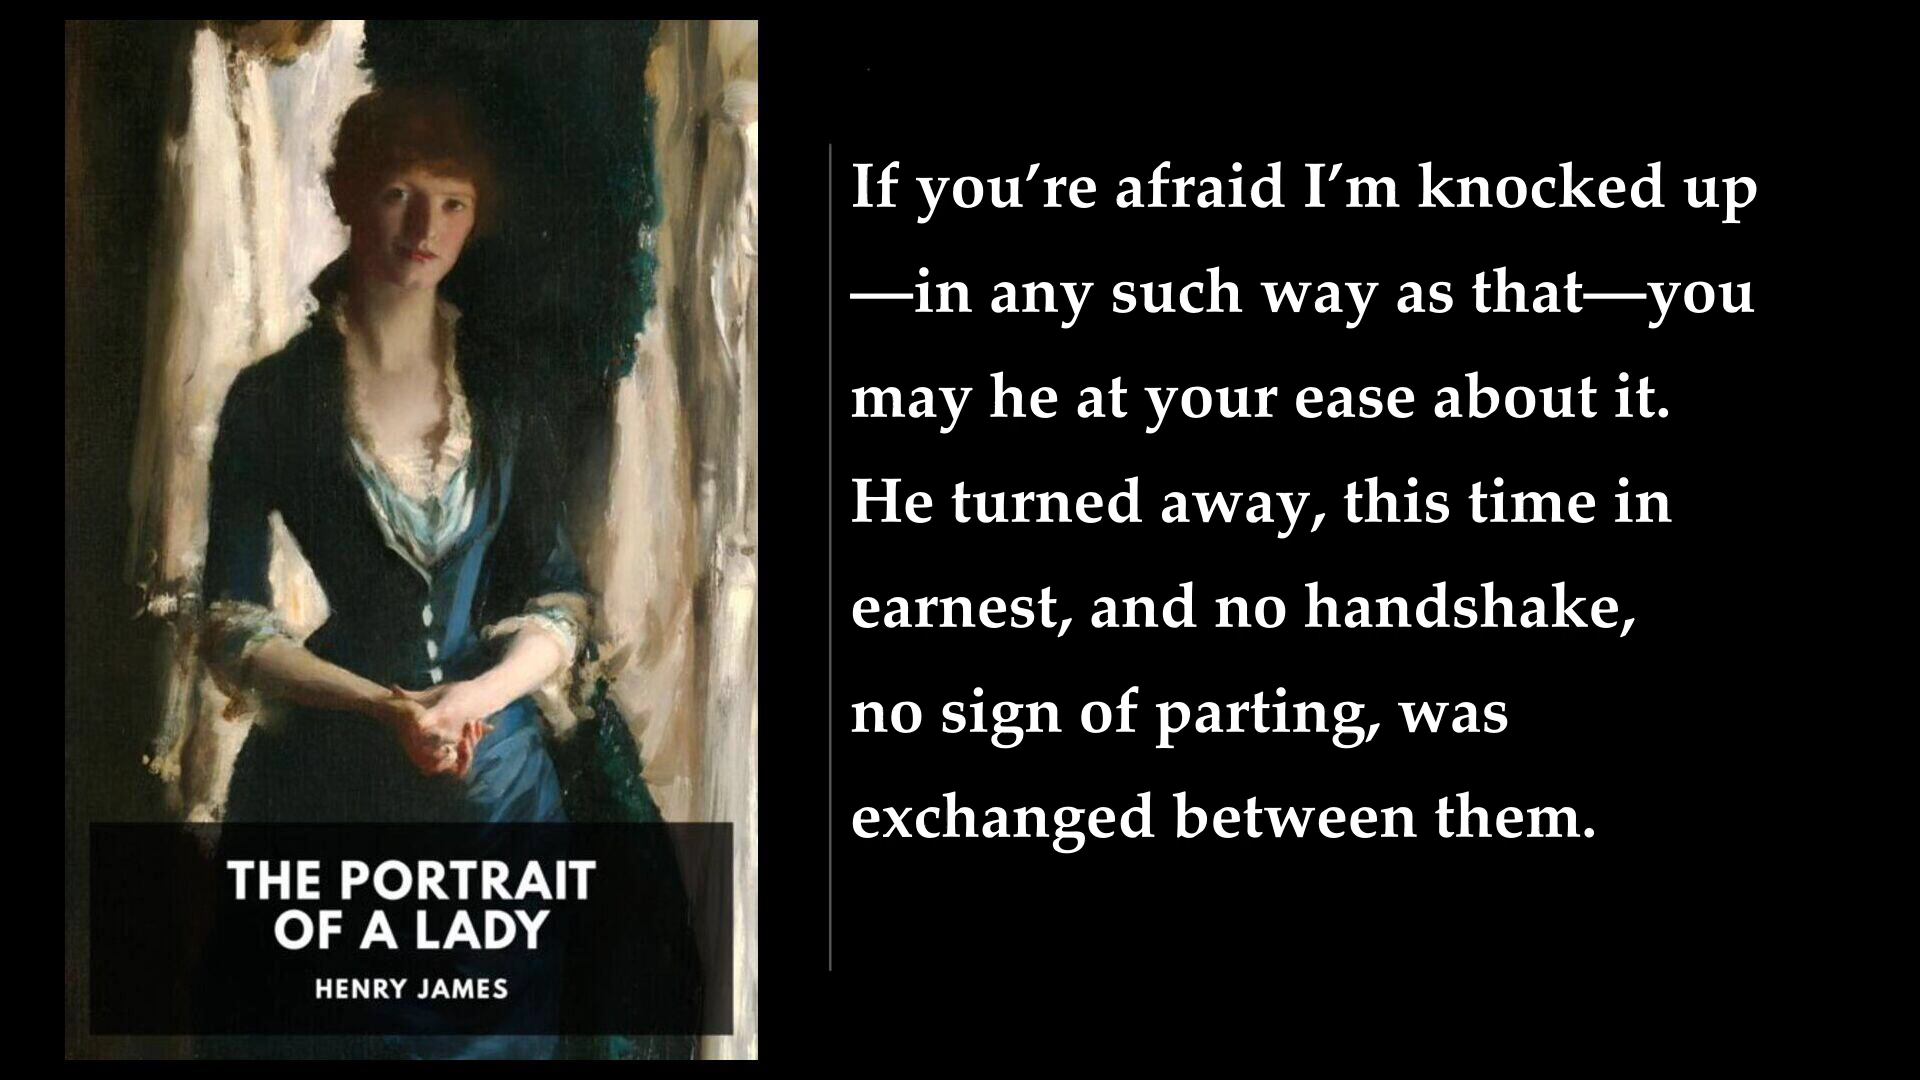 THE PORTRAIT
OF A LADY
HENRY JAMES
If you’re afraid I’m knocked up
—in any such way as that—you
may he at your ease about it.
He turned away, this time in
earnest, and no handshake,
no sign of parting, was
exchanged between them.